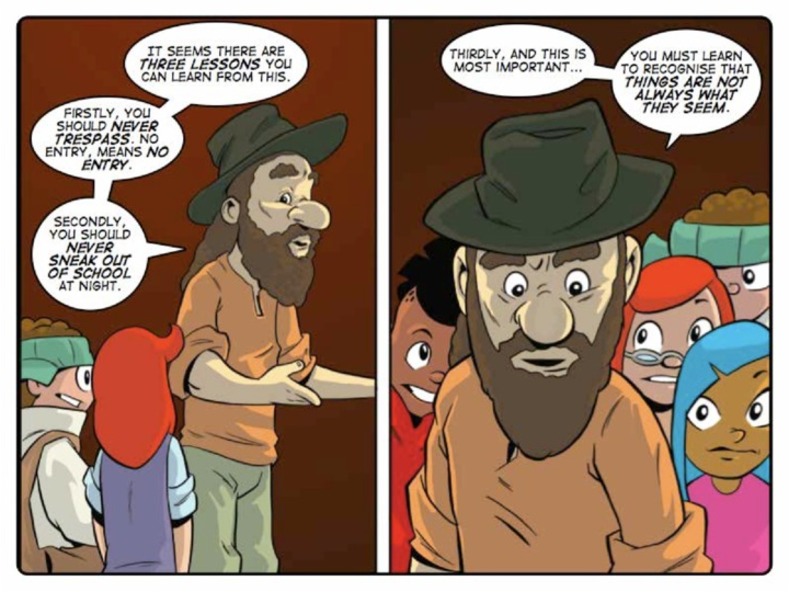 IT SEEMS THERE ARE
THREE LESSONS YOU
CAN LEARN FROM THIS.
FIRSTLY, YOU
SHOULD NEVER
TRESPASS. NO
ENTRY, MEANS NO
ENTRY.
SECONDLY,
YOU SHOULD
NEVER
SNEAK OUT
OF SCHOOL
AT NIGHT.
THIRDLY, AND THIS IS
MOST IMPORTANT...
YOU MUST LEARN
TO RECOGNISE THAT
THINGS ARE NOT
ALWAYS WHAT
THEY SEEM.